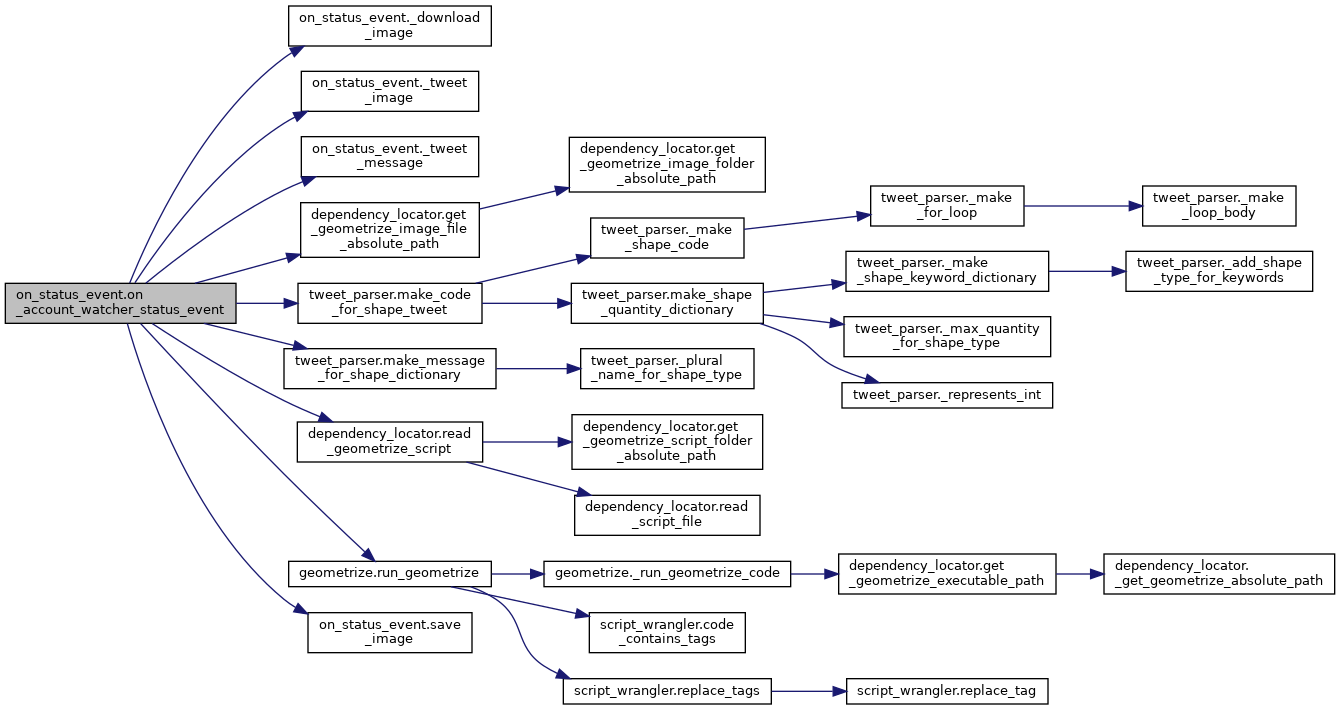 on_status_event._download
_image
on_status_event._tweet
_image
on_status_event._tweet
_message
dependency_locator.get
_geometrize_image_file
_absolute_path
dependency_locator.get
_geometrize_image_folder
_absolute_path
on_status_event.on
_account_watcher_status_event
tweet_parser.make_code
_for_shape_tweet
tweet_parser._make
_shape_code
tweet_parser._make
_for_loop
tweet_parser._make
_loop_body
tweet_parser.make_shape
_quantity_dictionary
tweet_parser._make
_shape_keyword_dictionary
tweet_parser._add_shape
_type_for_keywords
tweet_parser._max_quantity
_for_shape_type
tweet_parser._represents_int
tweet_parser.make_message
_for_shape_dictionary
tweet_parser._plural
_name_for_shape_type
dependency_locator.read
_geometrize_script
dependency_locator.get
_geometrize_script_folder
_absolute_path
dependency_locator.read
_script_file
geometrize.run_geometrize
geometrize._run_geometrize_code
dependency_locator.get
_geometrize_executable_path
dependency_locator.
_get_geometrize_absolute_path
script_wrangler.code
_contains_tags
script_wrangler.replace_tags
script_wrangler.replace_tag
on_status_event.save
_image